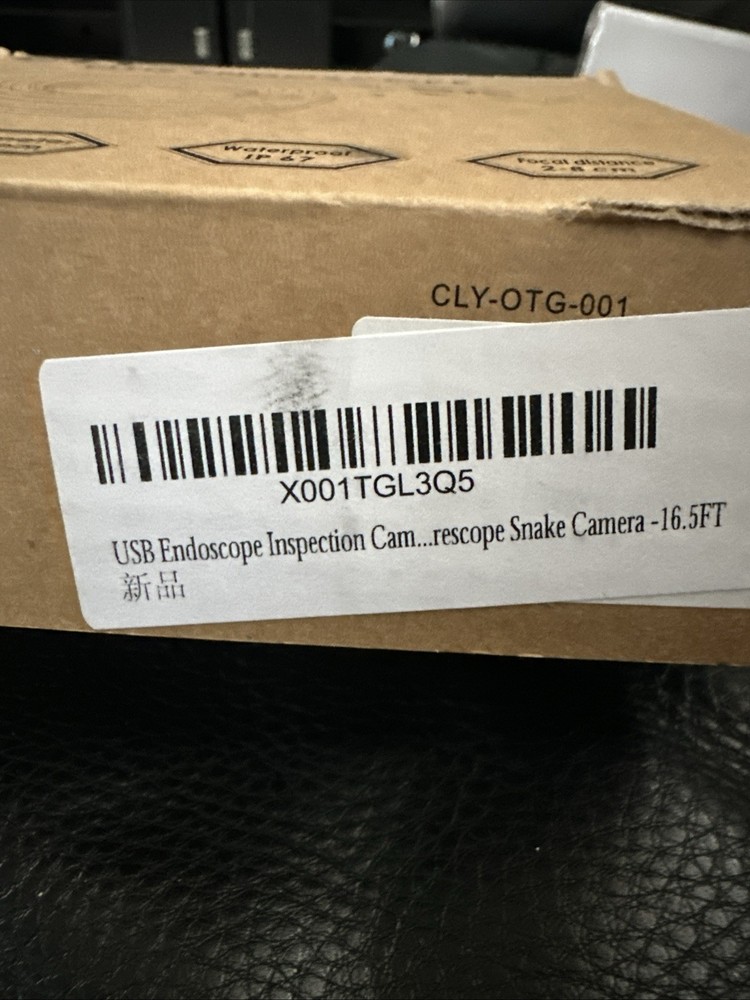 Waterproof
IP 67
Focal distance
2-8 cm
CLY-OTG-001
X001TGL3Q5
USB Endoscope Inspection Cam...rescope Snake Camera -16.5FT
新品